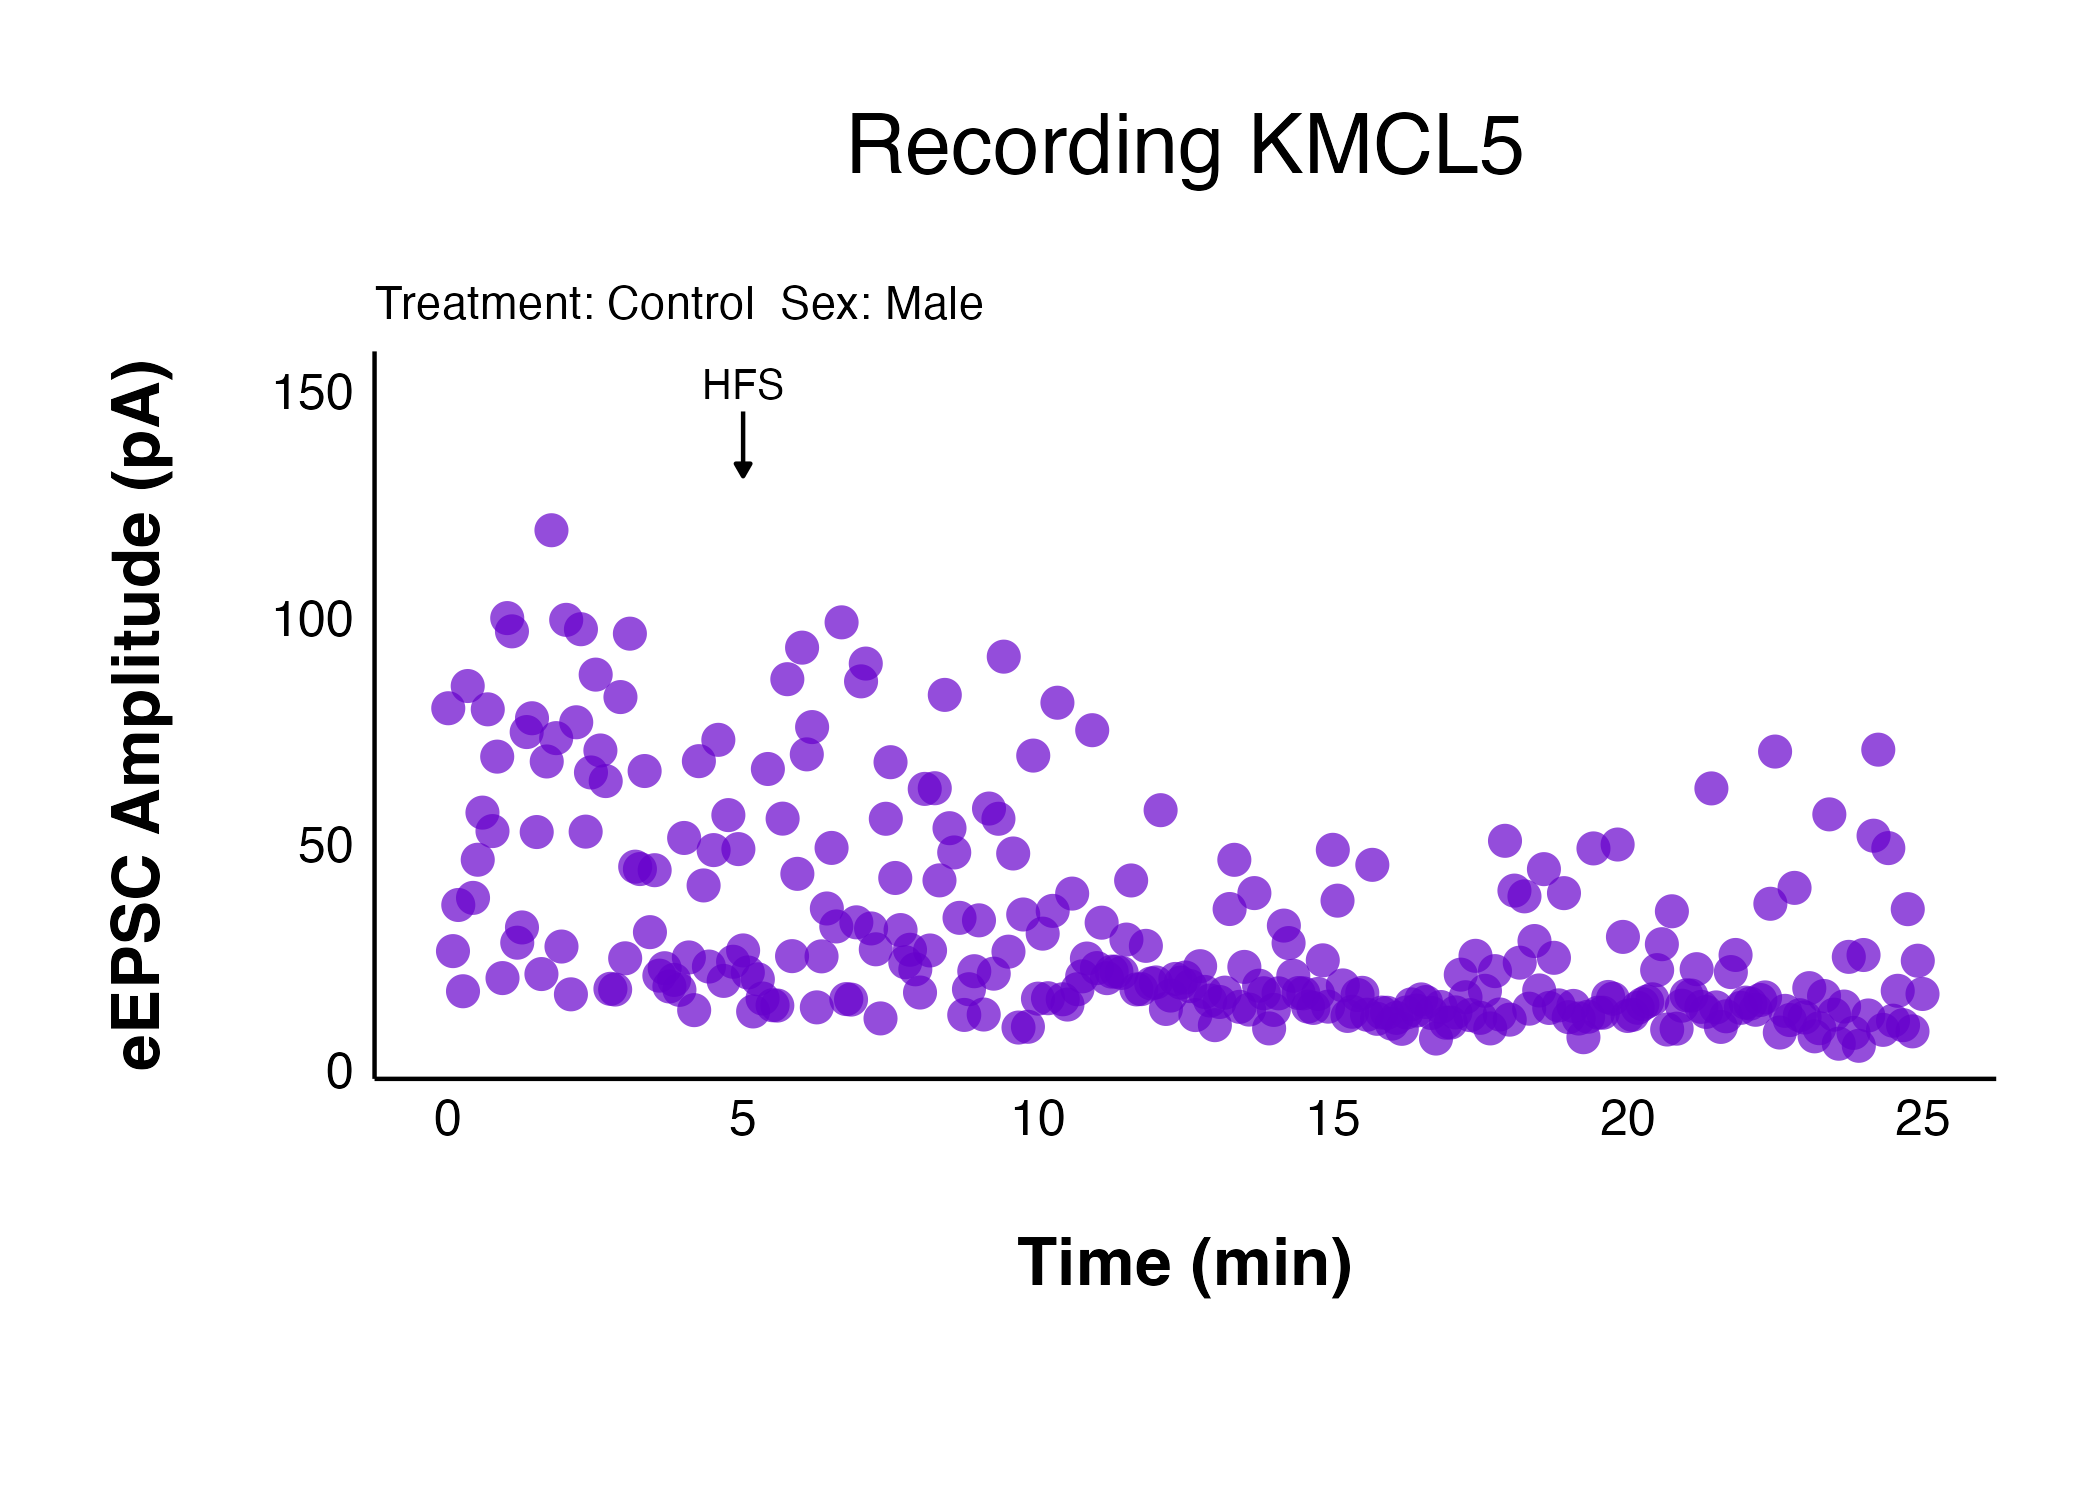 Recording KMCL5
Treatment: Control  Sex: Male
eEPSC Amplitude (pA)
150
100
50
0
HFS
0 5 10 15 20 25
Time (min)